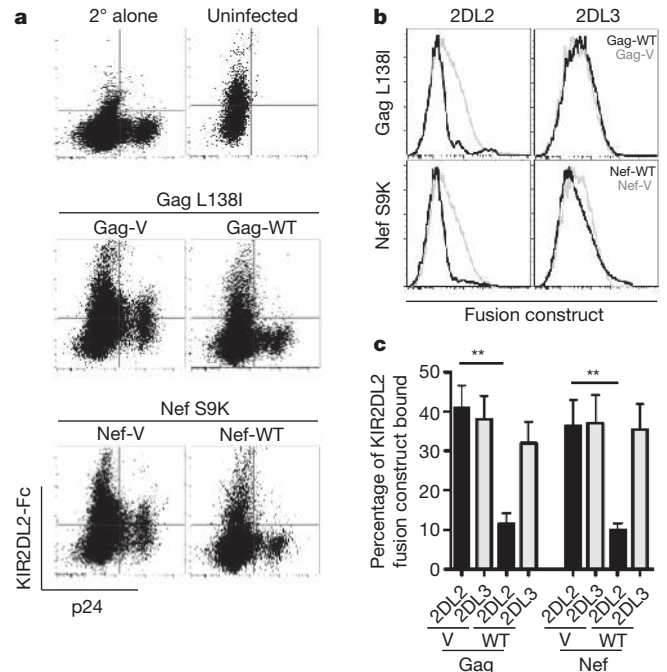 a
2° alone
Uninfected
Gag L138I
Gag-V
Gag-WT
Nef S9K
Nef-V
Nef-WT
KIR2DL2-Fc
p24
b
2DL2
2DL3
Gag L138I
Gag-WT
Gag-V
Nef S9K
Nef-WT
Nef-V
Fusion construct
c
Percentage of KIR2DL2
fusion construct bound
50
40
30
20
10
0
**
**
2DL2
2DL3
2DL2
2DL3
2DL2
2DL3
2DL2
2DL3
V
WT
V
WT
Gag
Nef